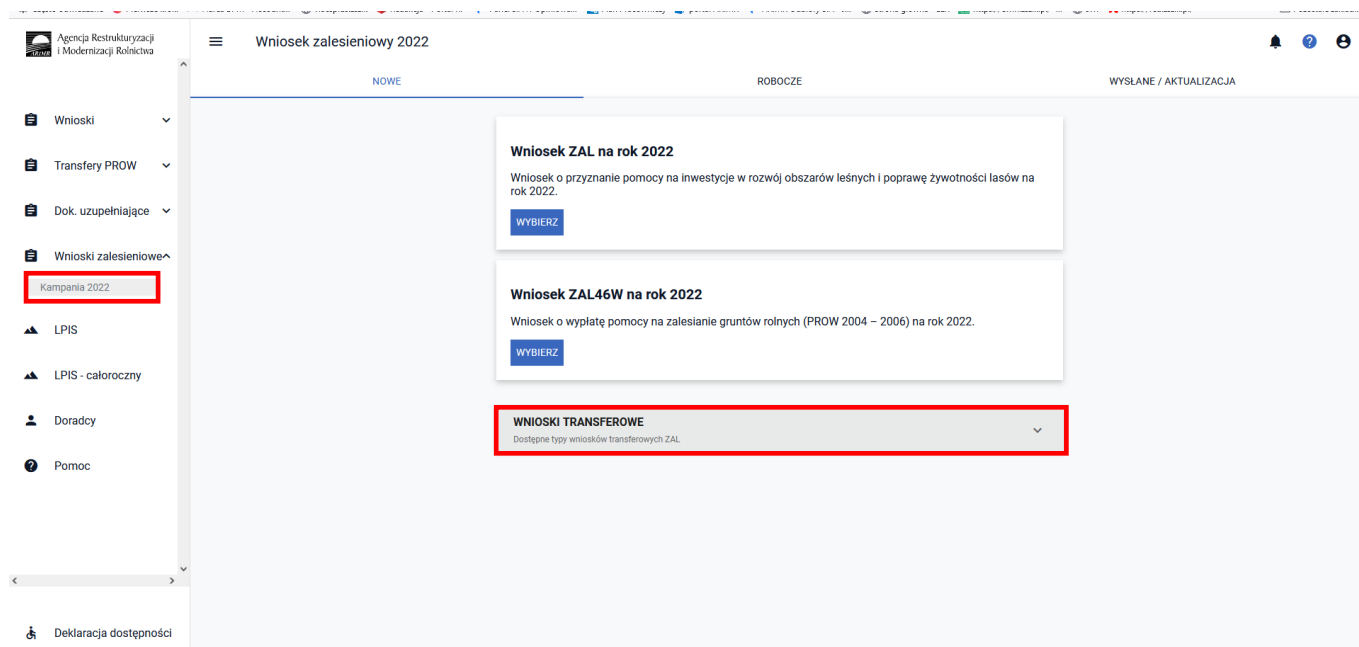 Agencja Restrukturyzacji
i Modernizacji Rolnictwa
ARiMR
Wniosek zalesieniowy 2022
NOWE
ROBOCZE
WYSŁANE / AKTUALIZACJA
Wnioski
Transfery PROW
Dok. uzupełniające
Wnioski zalesieniowe
Kampania 2022
LPIS
LPIS - całoroczny
Doradcy
Pomoc
Deklaracja dostępności
Wniosek ZAL na rok 2022
Wniosek o przyznanie pomocy na inwestycje w rozwój obszarów leśnych i poprawę żywotności lasów na
rok 2022.
WYBIERZ
Wniosek ZAL46W na rok 2022
Wniosek o wypłatę pomocy na zalesianie gruntów rolnych (PROW 2004 – 2006) na rok 2022.
WYBIERZ
WNIOSKI TRANSFEROWE
Dostępne typy wniosków transferowych ZAL